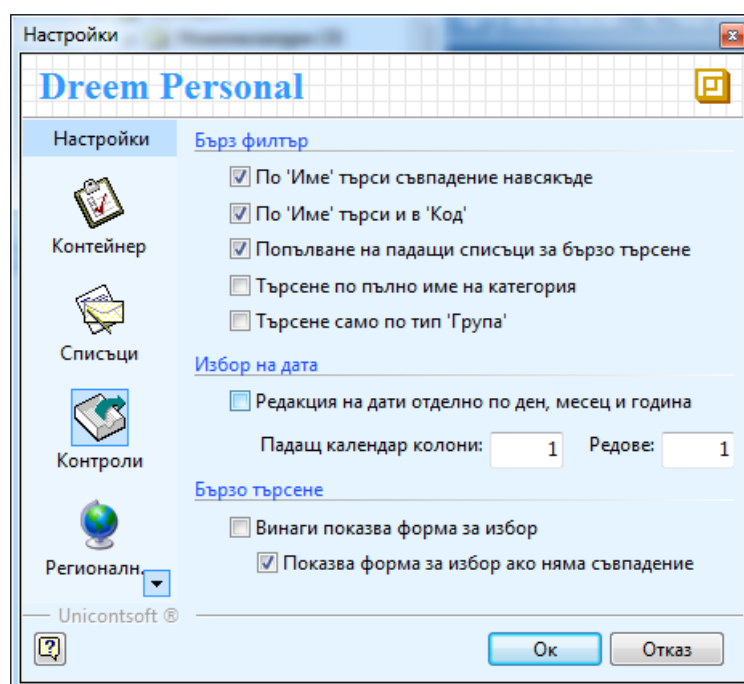 Настройки
Dreem Personal
Настройки
Контейнер
Списъци
Контроли
Регионалн.
Бърз филтър
По 'Име' търси съвпадение навсякъде
По 'Име' търси и в 'Код'
Попълване на падащи списъци за бързо търсене
Търсене по пълно име на категория
Търсене само по тип 'Група'
Избор на дата
Редакция на дати отделно по ден, месец и година
Падащ календар колони: 1 Редове: 1
Бързо търсене
Винаги показва форма за избор
Показва форма за избор ако няма съвпадение
Unicontsoft ®
Ок Отказ